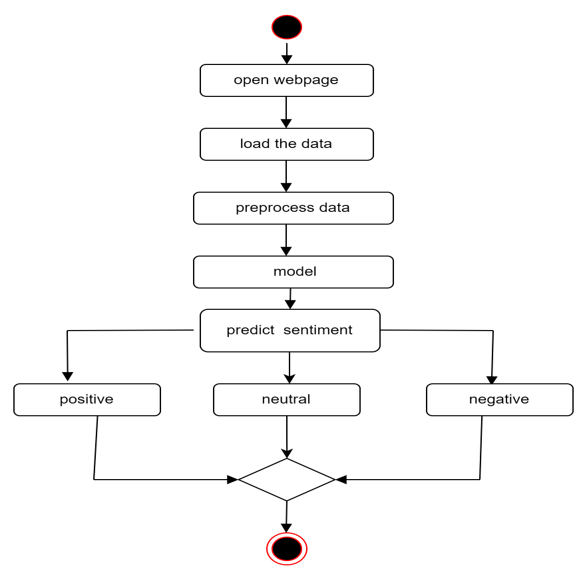 open webpage
load the data
preprocess data
model
predict sentiment
positive
neutral
negative